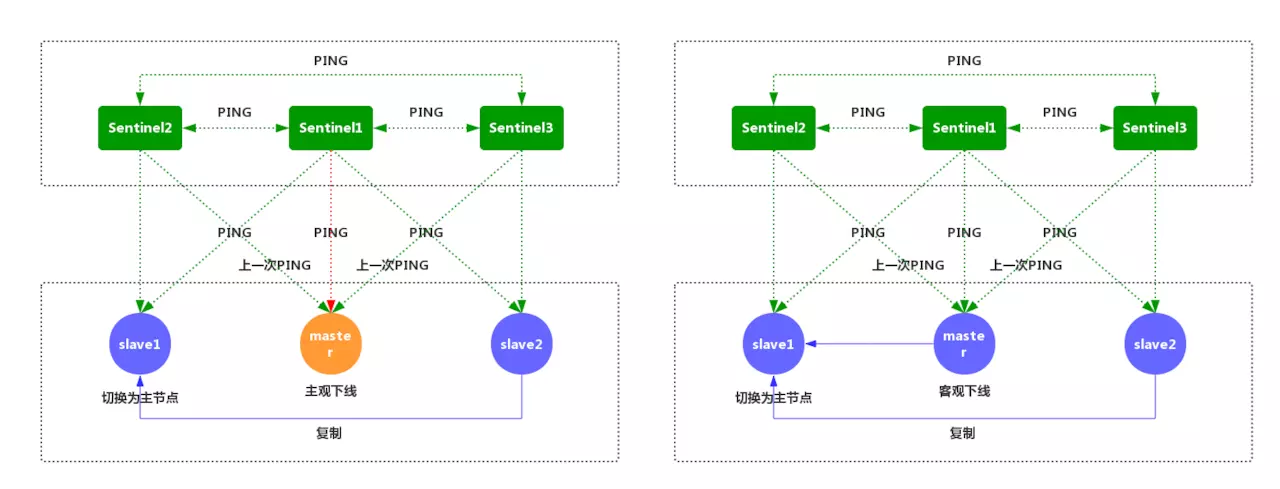 PING
Sentinel2
PING
Sentinel1
PING
Sentinel3
PING
PING
PING
上一次PING
上一次PING
slave1
maste
r
slave2
切换为主节点
主观下线
复制
PING
Sentinel2
PING
Sentinel1
PING
Sentinel3
PING
PING
PING
上一次PING
上一次PING
slave1
maste
r
slave2
切换为主节点
客观下线
复制